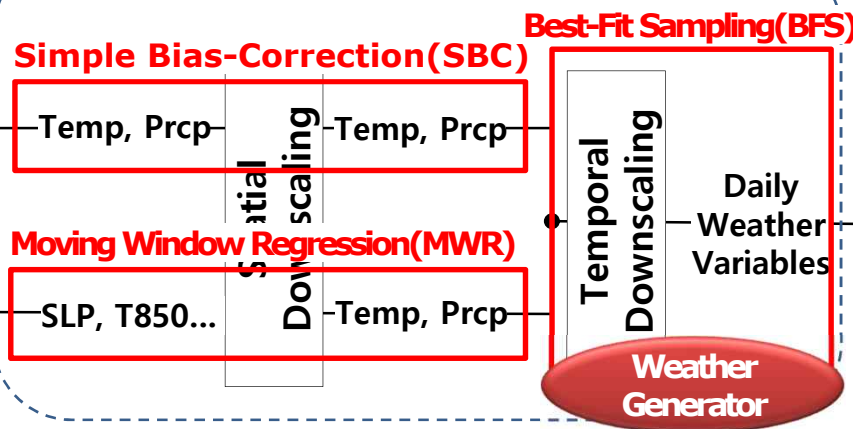 Best-Fit Sampling(BFS)
Simple Bias-Correction(SBC)
Temp, Prcp
Temp, Prcp
Temporal
Downscaling
Daily
Weather
Variables
Moving Window Regression(MWR)
SLP, T850...
Temp, Prcp
Weather
Generator